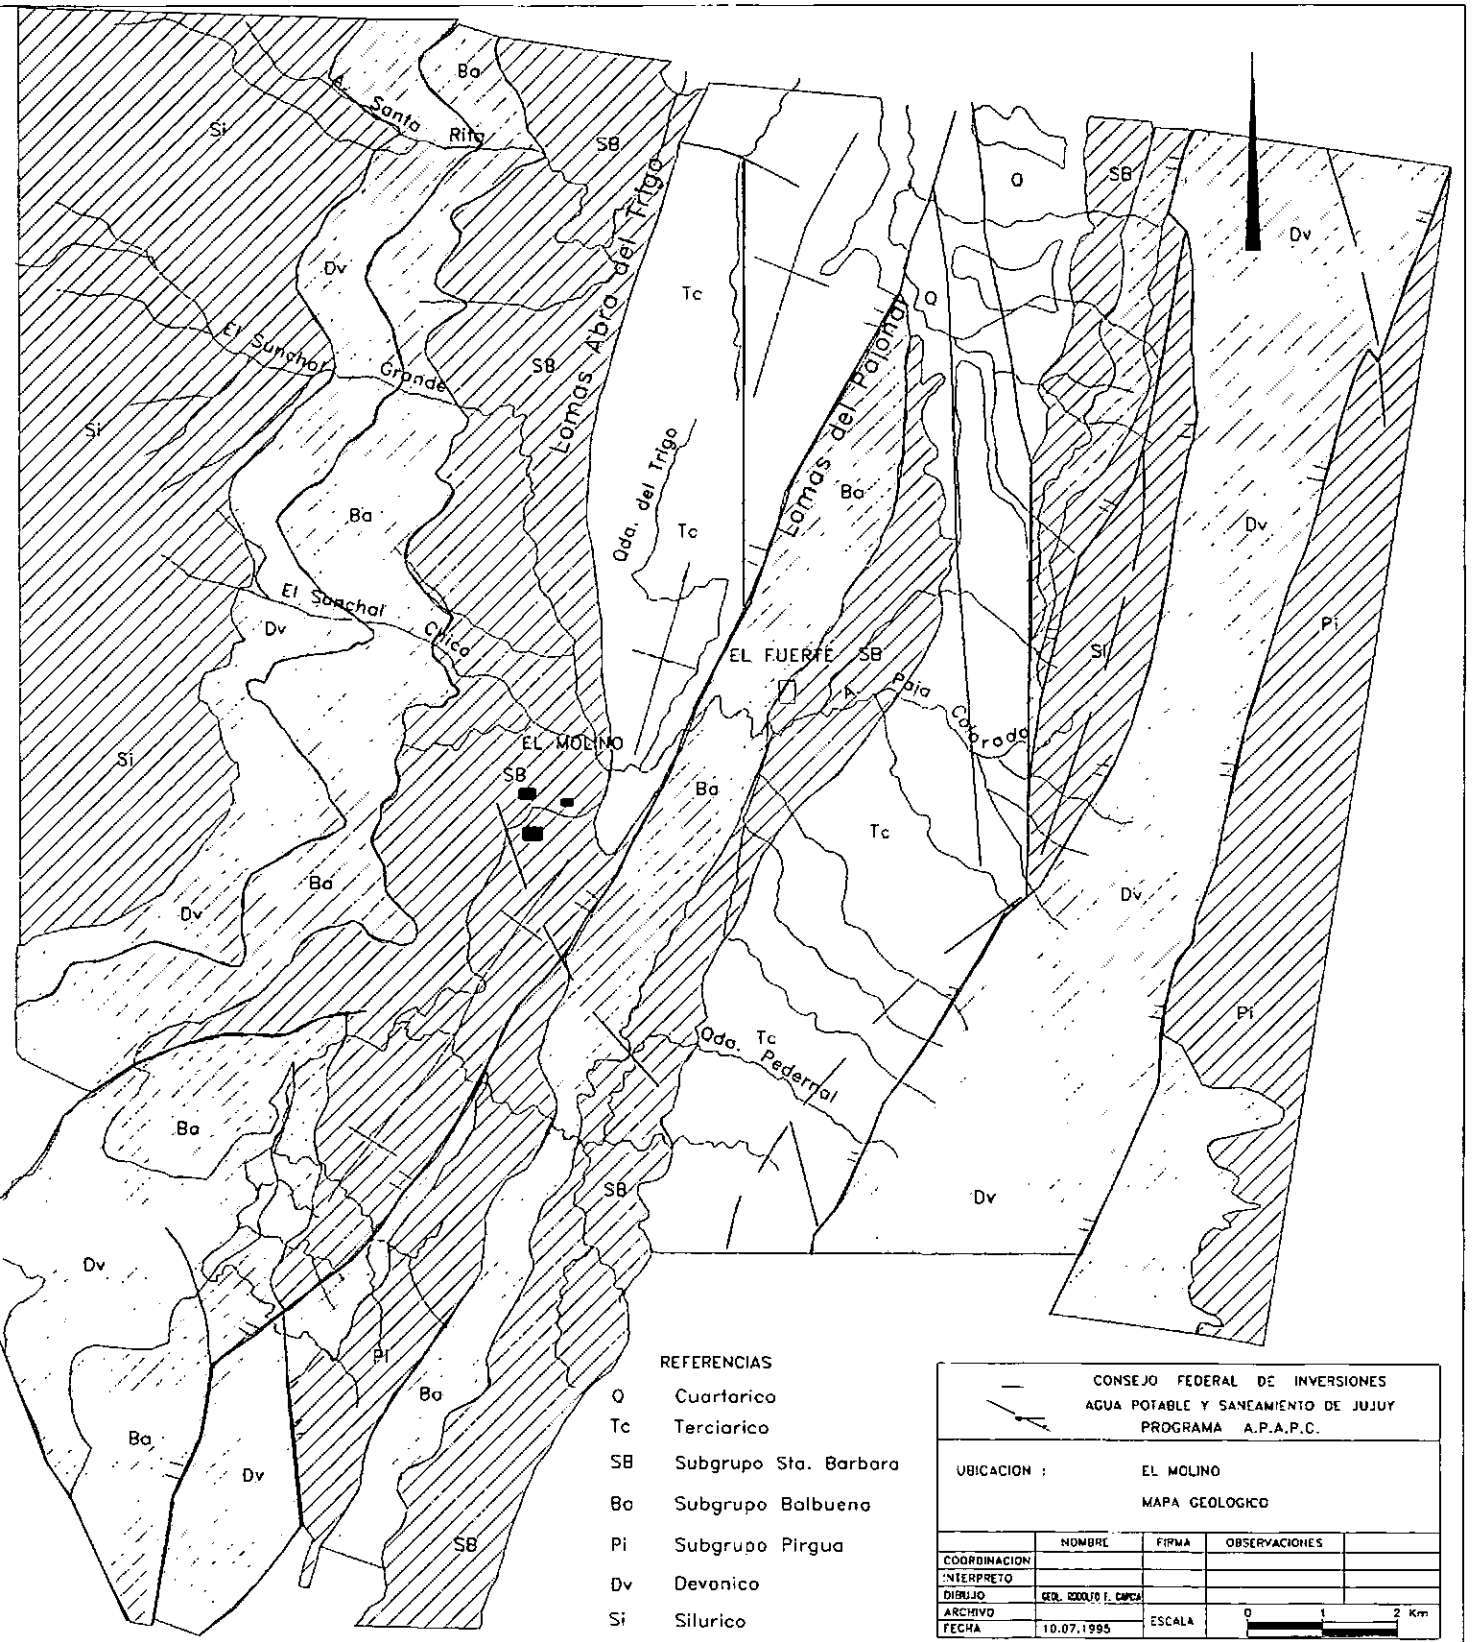 Ba
A. Santa Rita
Si
SB
SB
Q
Dv
Dv
Lomas Abra del Trigo
Tc
Q
El Sunchal Grande
SB
Lomas del Pajonal
Si
Qda. del Trigo
Ba
Ba
Tc
Dv
El Sunchal Chico
Dv
Pi
EL FUERTE
SB
Si
A. Paja Colorada
Si
EL MOLINO
SB
Ba
Tc
Ba
Dv
Dv
Pi
Tc
Qda. Pedernal
Ba
SB
Dv
Dv
Pi
Ba
Ba
Dv
SB
REFERENCIAS
Q Cuartarico
Tc Terciarico
SB Subgrupo Sta. Barbara
Ba Subgrupo Balbuena
Pi Subgrupo Pirgua
Dv Devonico
Si Silurico
CONSEJO FEDERAL DE INVERSIONES
AGUA POTABLE Y SANEAMIENTO DE JUJUY
PROGRAMA A.P.A.P.C.
UBICACION : EL MOLINO
MAPA GEOLOGICO
NOMBRE FIRMA OBSERVACIONES
COORDINACION
INTERPRETO
DIBUJO GEOL. RODOLFO F. GARCIA
ARCHIVO
FECHA 10.07.1995 ESCALA 0 1 2 Km